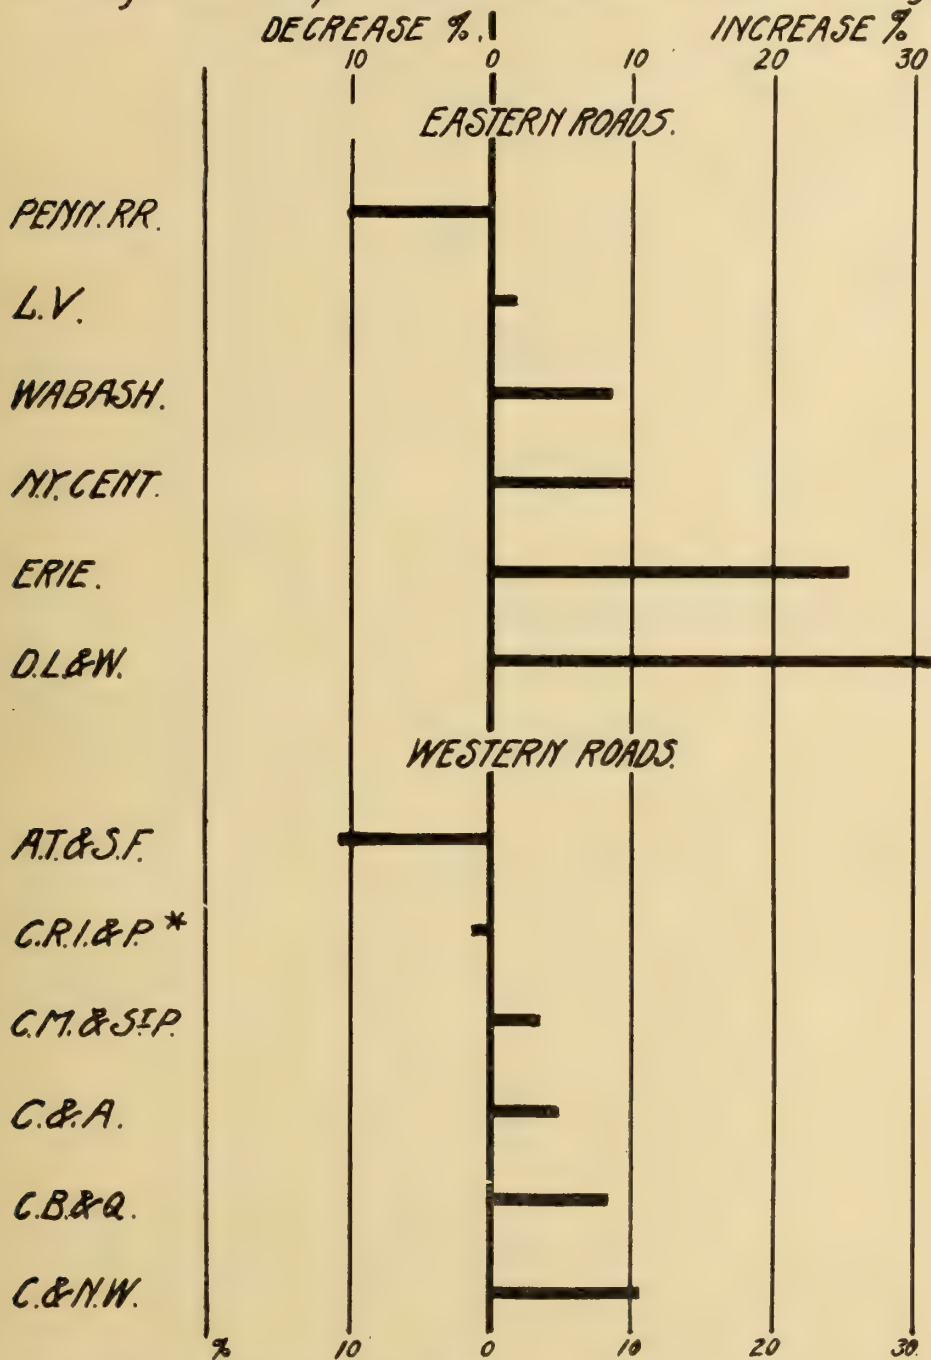 DECREASE %. INCREASE %
10 0 10 20 30
EASTERN ROADS.
PENN. RR.
L.V.
WABASH.
N.Y. CENT.
ERIE.
D.L.&W.
WESTERN ROADS.
A.T.&S.F.
C.R.I.&P.*
C.M.&ST.P.
C.&A.
C.B.&Q.
C.&N.W.
% 10 0 10 20 30.